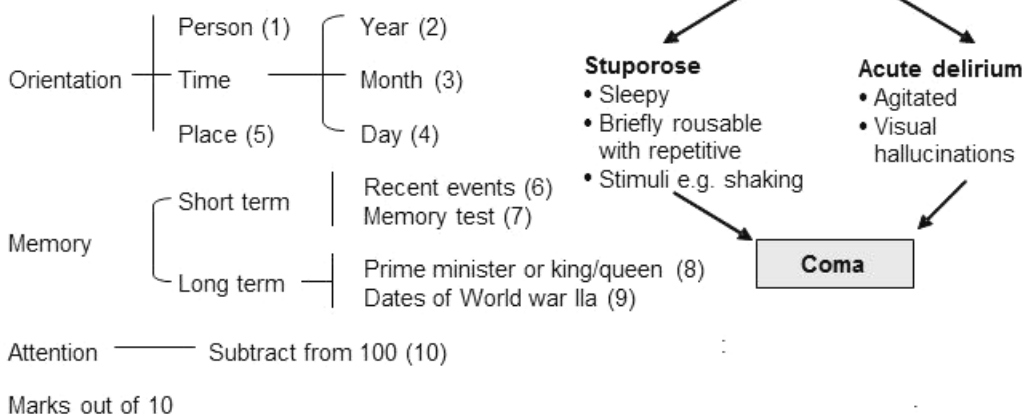 Person (1)
Year (2)
Orientation
Time
Month (3)
Place (5)
Day (4)
Short term
Recent events (6)
Memory test (7)
Memory
Long term
Prime minister or king/queen (8)
Dates of World war IIa (9)
Attention
Subtract from 100 (10)
Marks out of 10
Stuporose
• Sleepy
• Briefly rousable
with repetitive
• Stimuli e.g. shaking
Acute delirium
• Agitated
• Visual
hallucinations
Coma
:
.